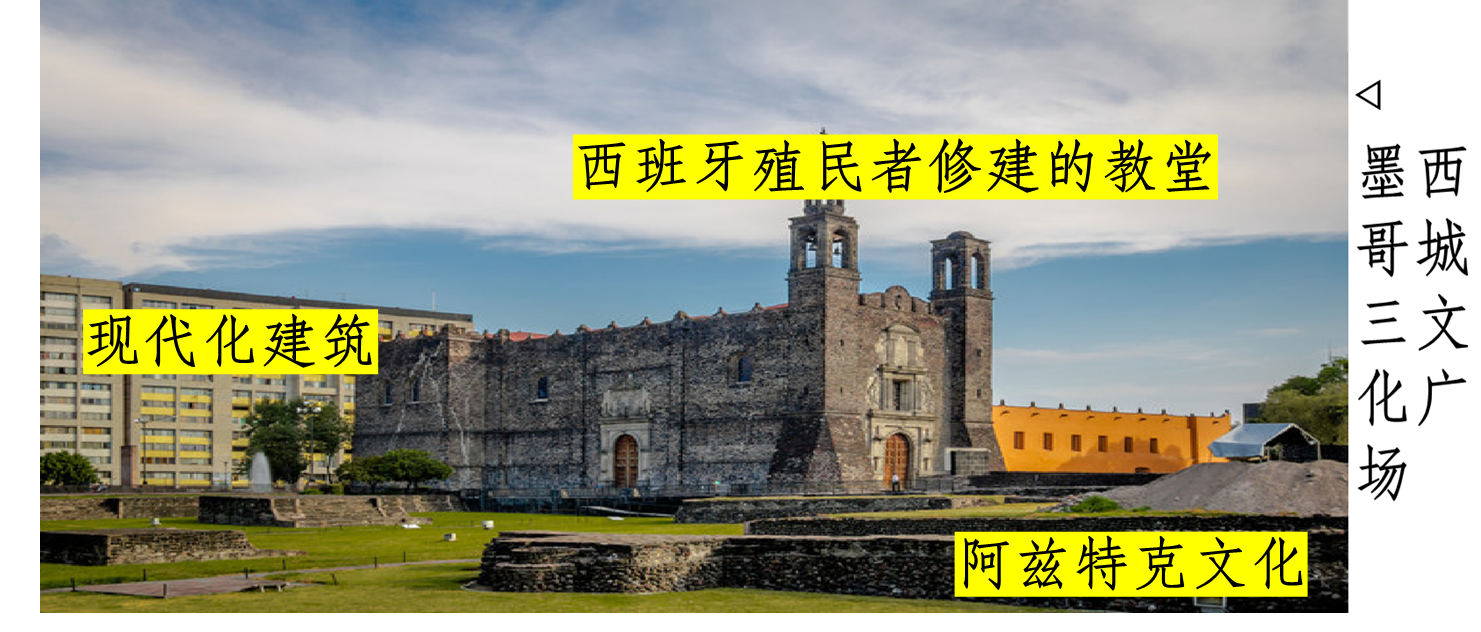 西班牙殖民者修建的教堂
现代化建筑
阿兹特克文化
◁
墨西
哥城
三文
化广
场